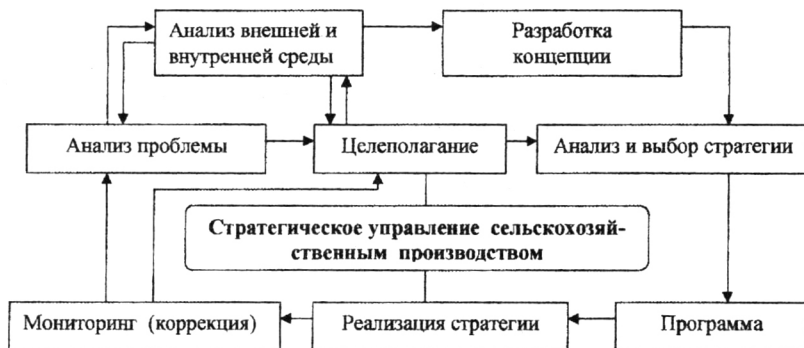 Анализ внешней и
внутренней среды
Разработка
концепции
Анализ проблемы
Целеполагание
Анализ и выбор стратегии
Стратегическое управление сельскохозяй-
ственным производством
Мониторинг (коррекция)
Реализация стратегии
Программа